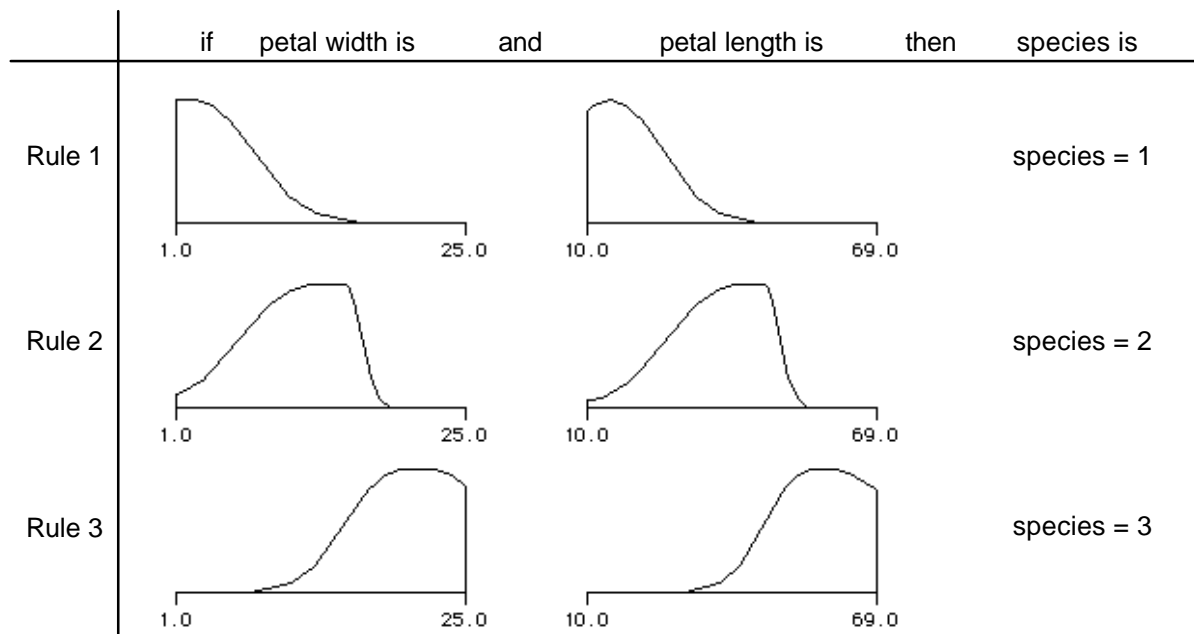 if petal width is and petal length is then species is
Rule 1 species = 1
1.0 25.0 10.0 69.0
Rule 2 species = 2
1.0 25.0 10.0 69.0
Rule 3 species = 3
1.0 25.0 10.0 69.0